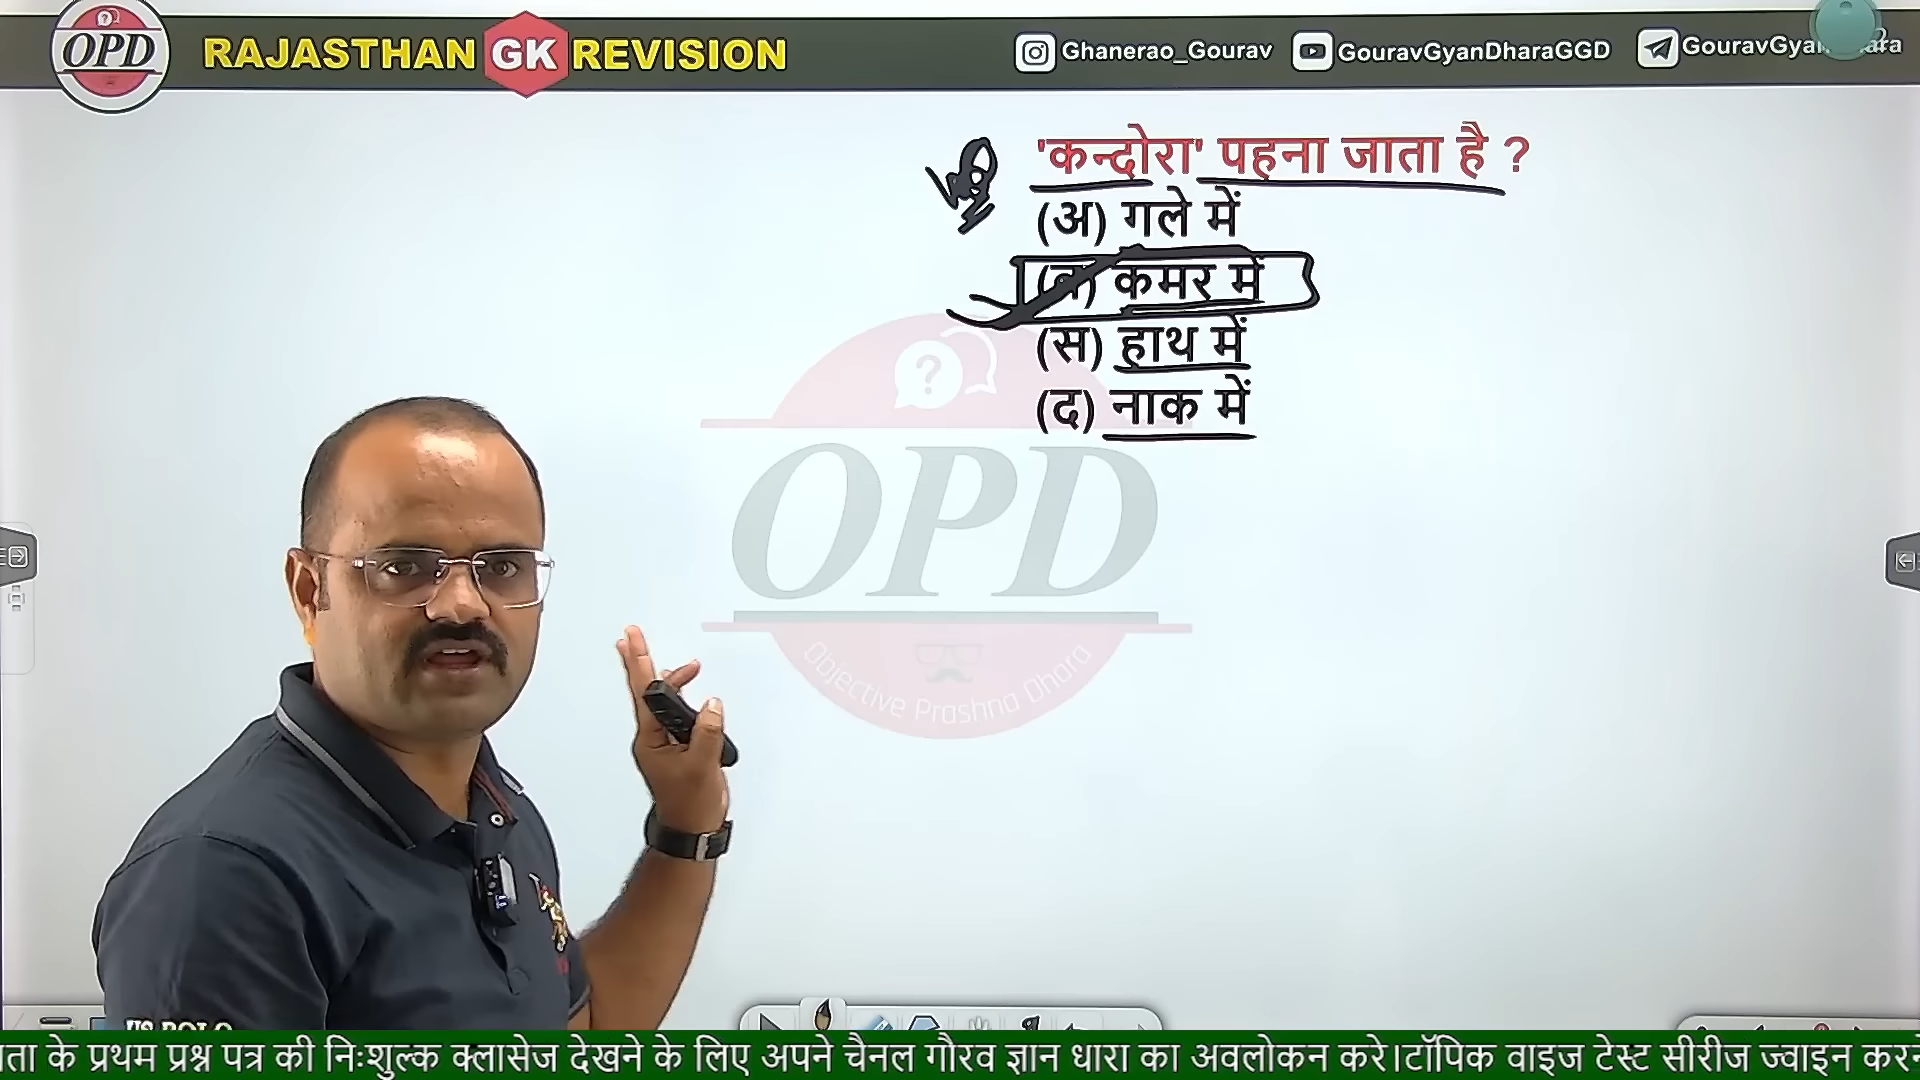 OPD
RAJASTHAN GK REVISION
Ghanerao_Gourav
GouravGyanDharaGGD
'कन्दोरा' पहना जाता है ?
(अ) गले में
(ब) कमर में
(स) हाथ में
(द) नाक में
?
OPD
Objective Prashna Dhara
के प्रथम प्रश्न पत्र की निःशुल्क क्लासेज देखने के लिए अपने चैनल गौरव ज्ञान धारा का अवलोकन करे।टॉपिक वाइज टेस्ट सीरीज ज्वाइन